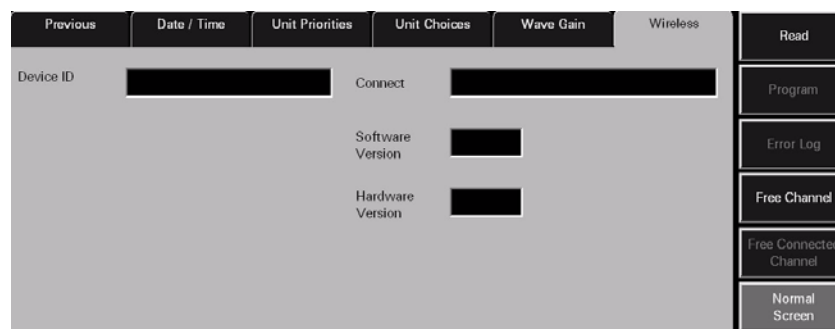 Previous
Date / Time
Unit Priorities
Unit Choices
Wave Gain
Wireless
Read
Device ID
Connect
Program
Software
Version
Error Log
Hardware
Version
Free Channel
Free Connected
Channel
Normal
Screen